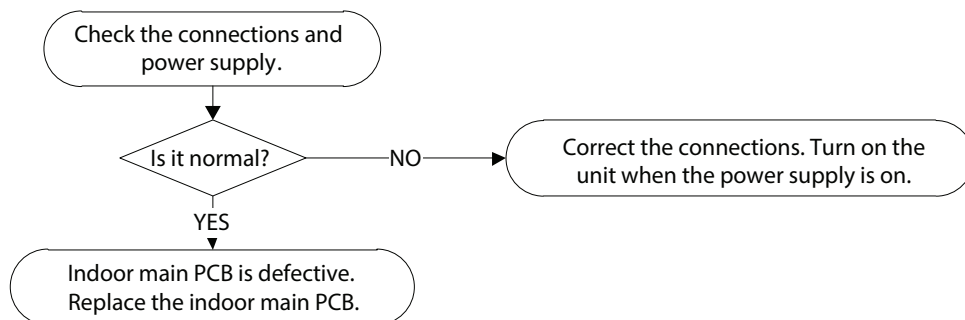 Check the connections and
power supply.
Is it normal?
NO
Correct the connections. Turn on the
unit when the power supply is on.
YES
Indoor main PCB is defective.
Replace the indoor main PCB.